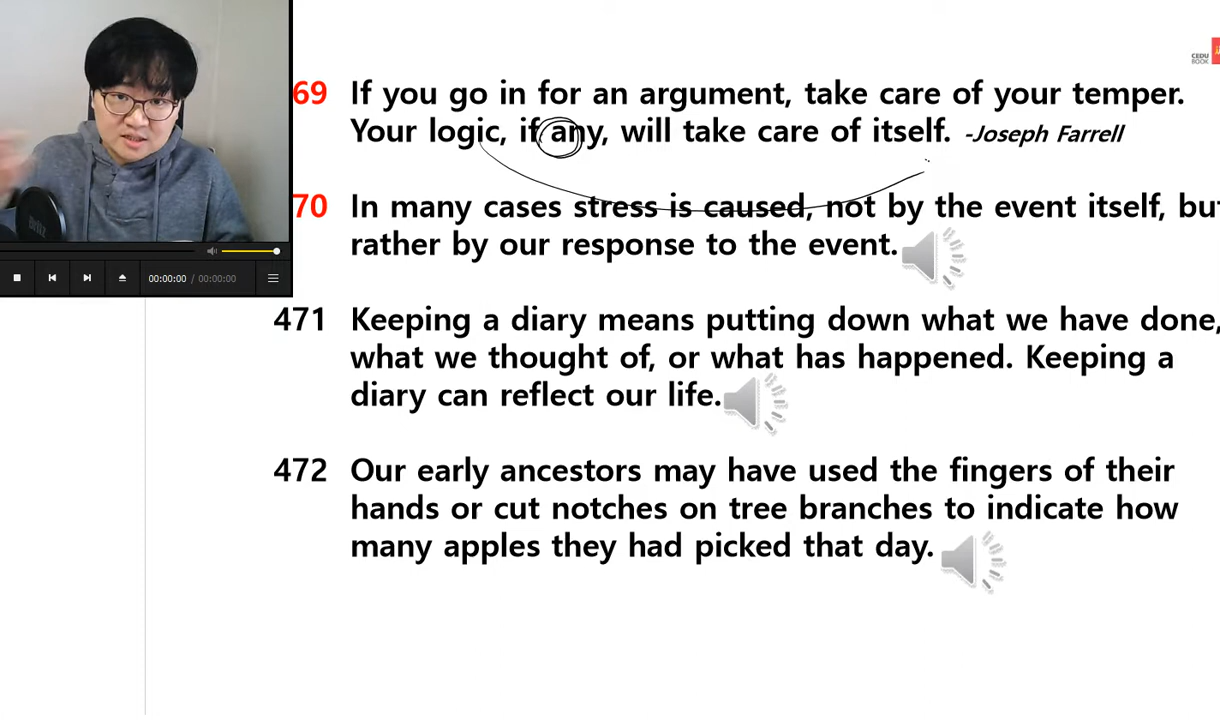 CEDU
BOOK
69 If you go in for an argument, take care of your temper.
Your logic, if any, will take care of itself. -Joseph Farrell
70 In many cases stress is caused, not by the event itself, bu
rather by our response to the event.
00:00:00 / 00:00:00
471 Keeping a diary means putting down what we have done,
what we thought of, or what has happened. Keeping a
diary can reflect our life.
472 Our early ancestors may have used the fingers of their
hands or cut notches on tree branches to indicate how
many apples they had picked that day.